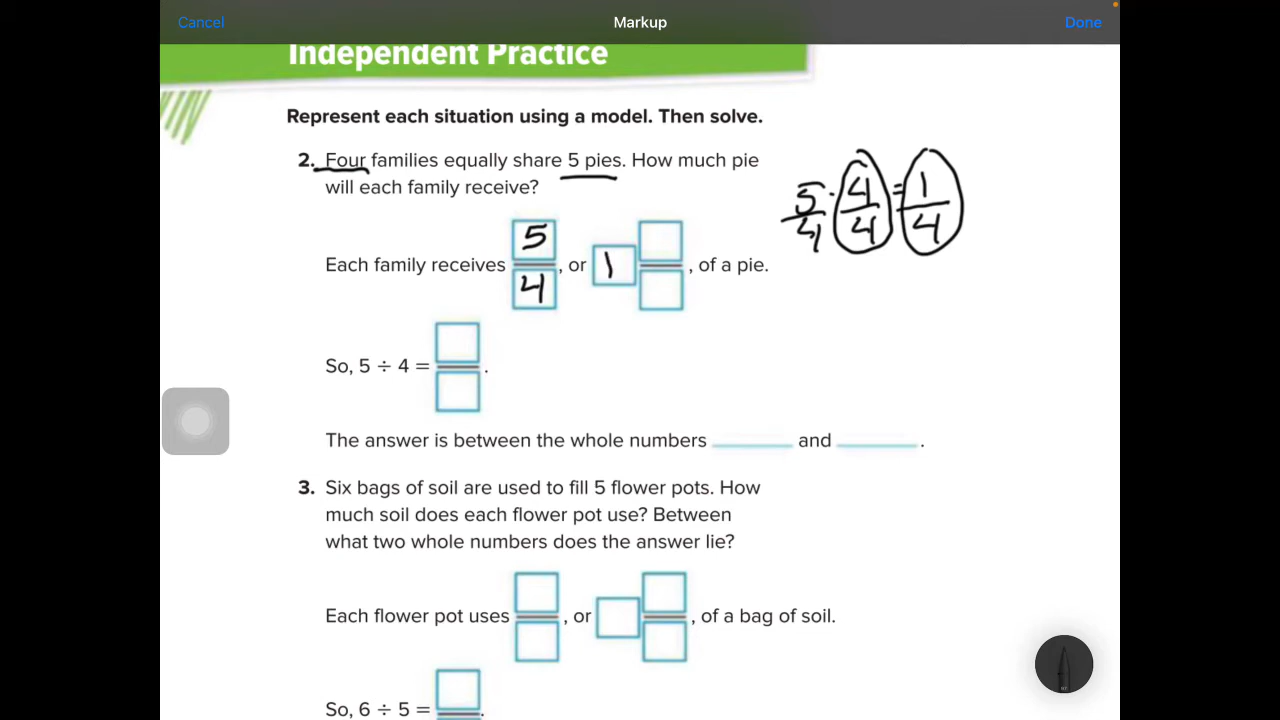 Cancel Markup Done
Independent Practice
Represent each situation using a model. Then solve.
2. Four families equally share 5 pies. How much pie
will each family receive?
5/4 · 4/4 = 1/4
Each family receives 5/4, or 1 , of a pie.
So, 5 ÷ 4 = .
The answer is between the whole numbers ______ and ______.
3. Six bags of soil are used to fill 5 flower pots. How
much soil does each flower pot use? Between
what two whole numbers does the answer lie?
Each flower pot uses , or , of a bag of soil.
So, 6 ÷ 5 = .